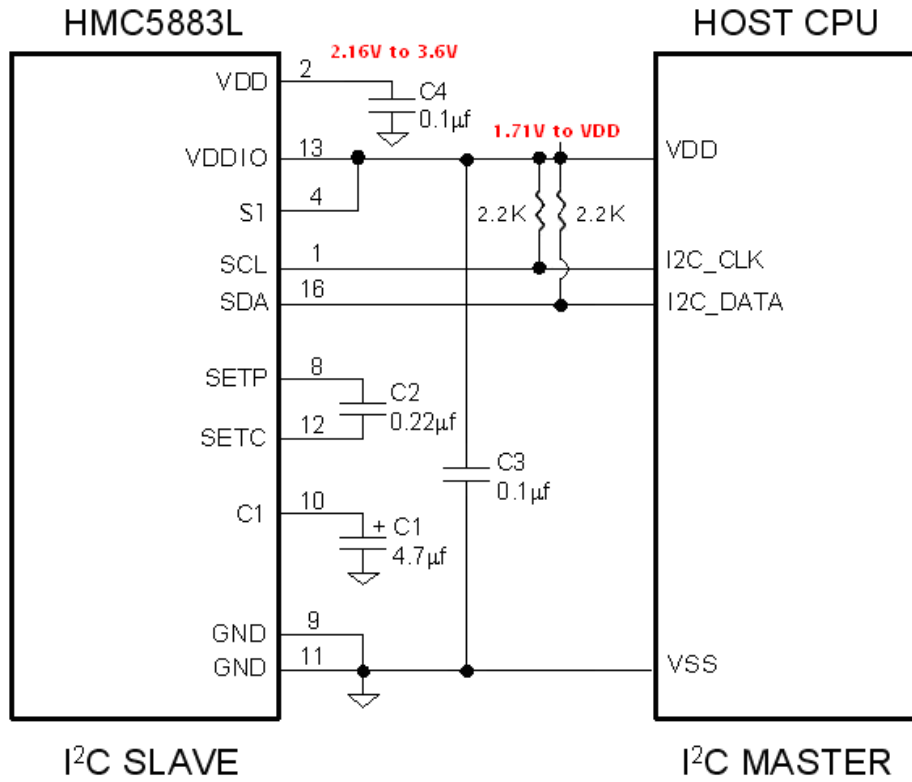 HMC5883L
HOST CPU
2.16V to 3.6V
VDD 2
C4
0.1µf
1.71V to VDD
VDDIO 13
VDD
S1 4
2.2K 2.2K
SCL 1
I2C_CLK
SDA 16
I2C_DATA
SETP 8
C2
0.22µf
SETC 12
C3
0.1µf
C1 10
+ C1
4.7µf
GND 9
GND 11
VSS
I²C SLAVE
I²C MASTER